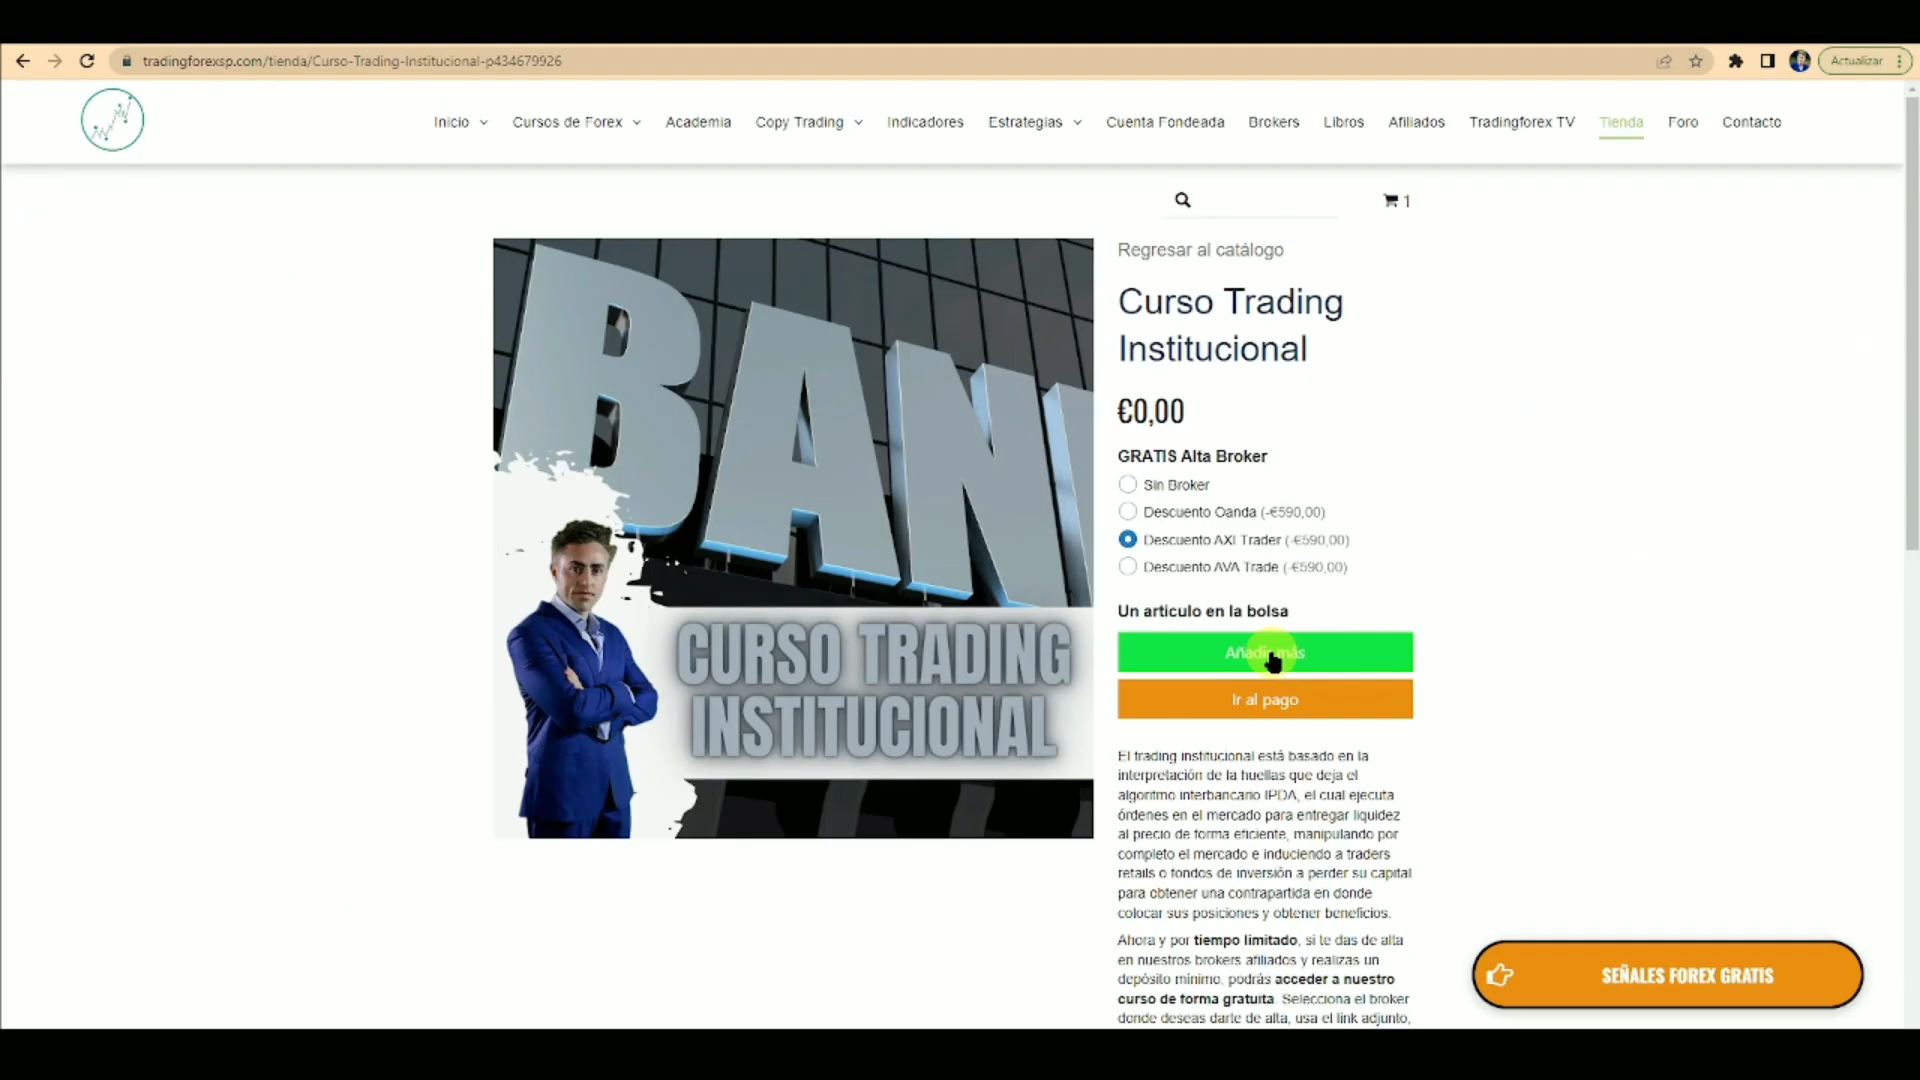 tradingforexsp.com/tienda/Curso-Trading-Institucional-p434679926
Actualizar
Inicio Cursos de Forex Academia Copy Trading Indicadores Estrategias Cuenta Fondeada Brokers Libros Afiliados Tradingforex TV Tienda Foro Contacto
1
Regresar al catálogo
Curso Trading
Institucional
€0,00
GRATIS Alta Broker
Sin Broker
Descuento Oanda (-€590,00)
Descuento AXI Trader (-€590,00)
Descuento AVA Trade (-€590,00)
Un articulo en la bolsa
Añadir más
Ir al pago
BAN
CURSO TRADING
INSTITUCIONAL
El trading institucional está basado en la
interpretación de la huellas que deja el
algoritmo interbancario IPDA, el cual ejecuta
órdenes en el mercado para entregar liquidez
al precio de forma eficiente, manipulando por
completo el mercado e induciendo a traders
retails o fondos de inversión a perder su capital
para obtener una contrapartida en donde
colocar sus posiciones y obtener beneficios.
Ahora y por tiempo limitado, si te das de alta
en nuestros brokers afiliados y realizas un
depósito mínimo, podrás acceder a nuestro
curso de forma gratuita. Selecciona el broker
donde deseas darte de alta, usa el link adjunto,
SEÑALES FOREX GRATIS